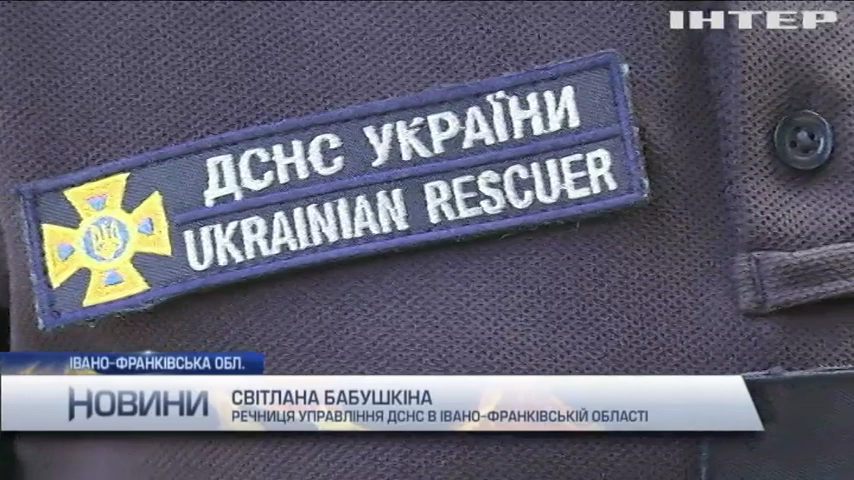 ІНТЕР
ДСНС УКРАЇНИ
UKRAINIAN RESCUER
ІВАНО-ФРАНКІВСЬКА ОБЛ.
НОВИНИ
СВІТЛАНА БАБУШКІНА
РЕЧНИЦЯ УПРАВЛІННЯ ДСНС В ІВАНО-ФРАНКІВСЬКІЙ ОБЛАСТІ